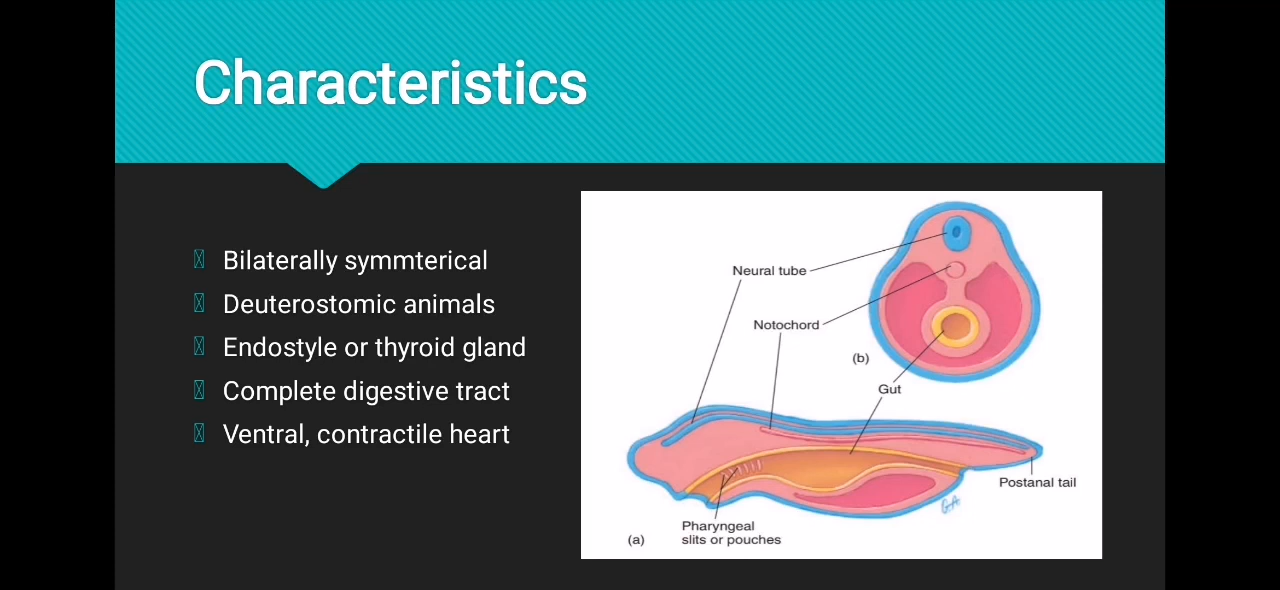 Characteristics
Bilaterally symmterical
Deuterostomic animals
Endostyle or thyroid gland
Complete digestive tract
Ventral, contractile heart
Neural tube
Notochord
(b)
Gut
Postanal tail
Pharyngeal
slits or pouches
(a)
GA